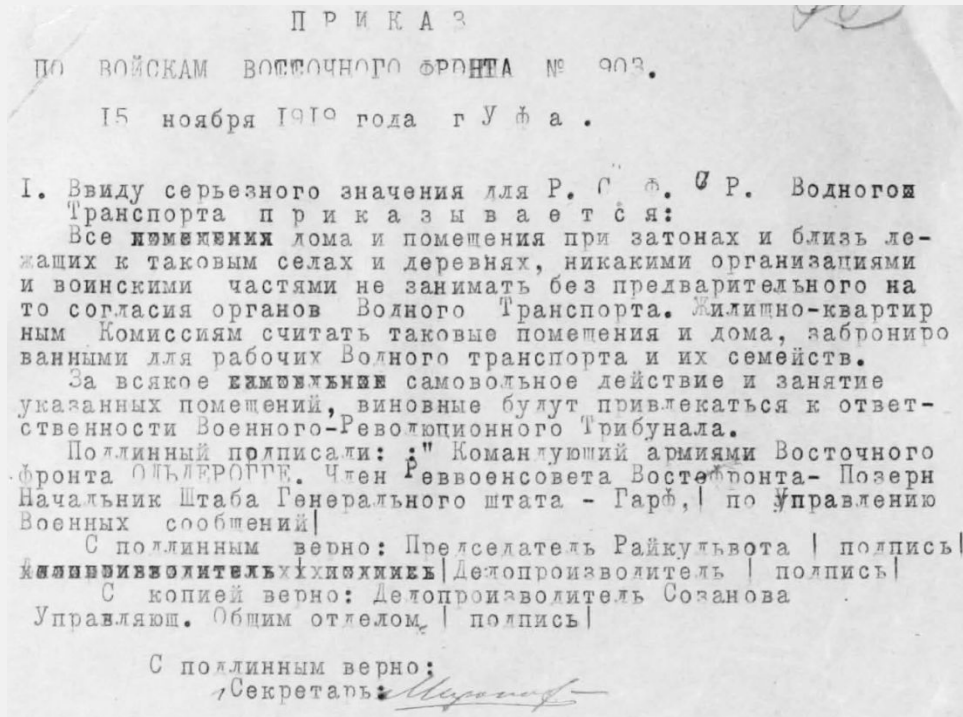 П Р И К А З
ПО ВОЙСКАМ ВОСТОЧНОГО ФРОНТА № 903.
15 ноября 1919 года г У ф а .
I. Ввиду серьезного значения для Р. С. Ф. С Р. Водного
Транспорта п р и к а з ы в а е т с я:
Все помещения дома и помещения при затонах и близь ле-
жащих к таковым селах и деревнях, никакими организациями
и воинскими частями не занимать без предварительного на
то согласия органов Водного Транспорта. Жилищно-квартир
ным Комиссиям считать таковые помещения и дома, заброниро
ванными для рабочих Водного транспорта и их семейств.
За всякое самовольное действие и занятие
указанных помещений, виновные будут привлекаться к ответ-
ственности Военного-Революционного Трибунала.
Подлинный подписали: :" Командующий армиями Восточного
фронта ОЛЬДЕРОГГЕ. Член Реввоенсовета Востфронта- Позерн
Начальник Штаба Генерального штата - Гарф,| по Управлению
Военных сообщений|
С подлинным верно: Председатель Райкульвота | подпись|
Делопроизводитель | подпись|
С копией верно: Делопроизводитель Созанова
Управляющ. Общим отделом | подпись|
С подлинным верно:
Секретарь: